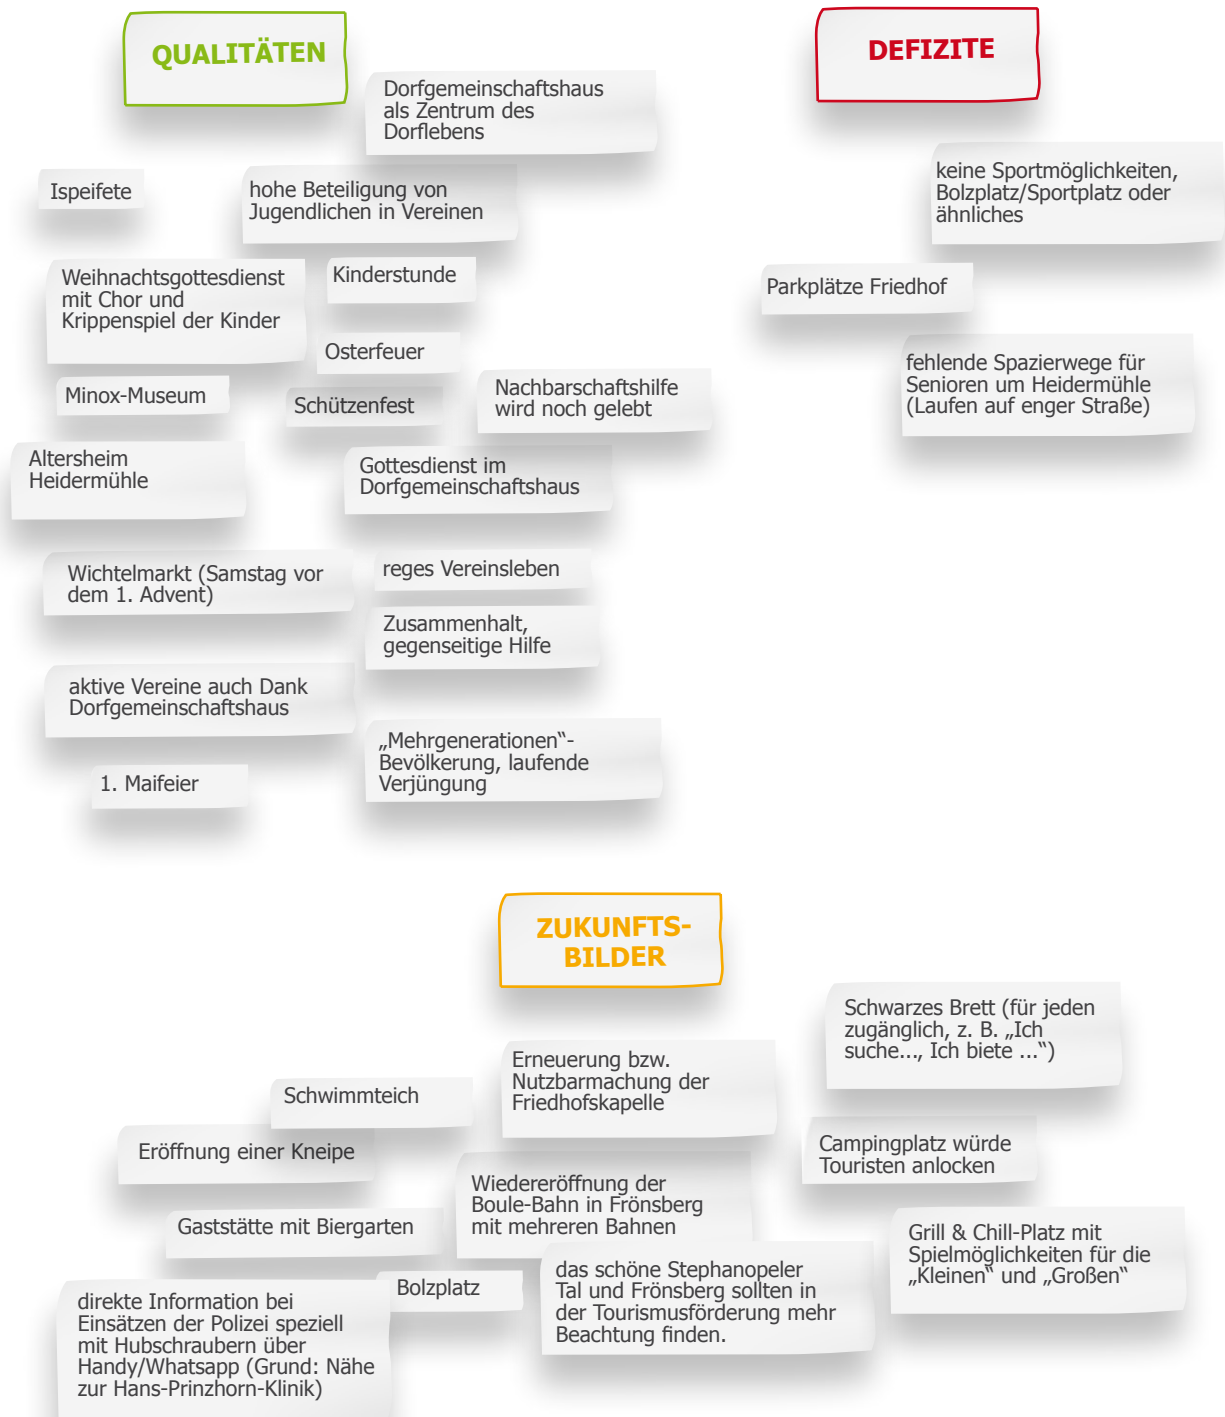 QUALITÄTEN
Dorfgemeinschaftshaus
als Zentrum des
Dorflebens
Ispeifete
hohe Beteiligung von
Jugendlichen in Vereinen
Weihnachtsgottesdienst
mit Chor und
Krippenspiel der Kinder
Kinderstunde
Osterfeuer
Minox-Museum
Schützenfest
Nachbarschaftshilfe
wird noch gelebt
Altersheim
Heidermühle
Gottesdienst im
Dorfgemeinschaftshaus
Wichtelmarkt (Samstag vor
dem 1. Advent)
reges Vereinsleben
Zusammenhalt,
gegenseitige Hilfe
aktive Vereine auch Dank
Dorfgemeinschaftshaus
„Mehrgenerationen“-
Bevölkerung, laufende
Verjüngung
1. Maifeier
DEFIZITE
keine Sportmöglichkeiten,
Bolzplatz/Sportplatz oder
ähnliches
Parkplätze Friedhof
fehlende Spazierwege für
Senioren um Heidermühle
(Laufen auf enger Straße)
ZUKUNFTS-
BILDER
Schwarzes Brett (für jeden
zugänglich, z. B. „Ich
suche..., Ich biete ...“)
Erneuerung bzw.
Nutzbarmachung der
Friedhofskapelle
Schwimmteich
Eröffnung einer Kneipe
Campingplatz würde
Touristen anlocken
Wiedereröffnung der
Boule-Bahn in Frönsberg
mit mehreren Bahnen
Gaststätte mit Biergarten
Grill & Chill-Platz mit
Spielmöglichkeiten für die
„Kleinen“ und „Großen“
Bolzplatz
das schöne Stephanopeler
Tal und Frönsberg sollten in
der Tourismusförderung mehr
Beachtung finden.
direkte Information bei
Einsätzen der Polizei speziell
mit Hubschraubern über
Handy/Whatsapp (Grund: Nähe
zur Hans-Prinzhorn-Klinik)